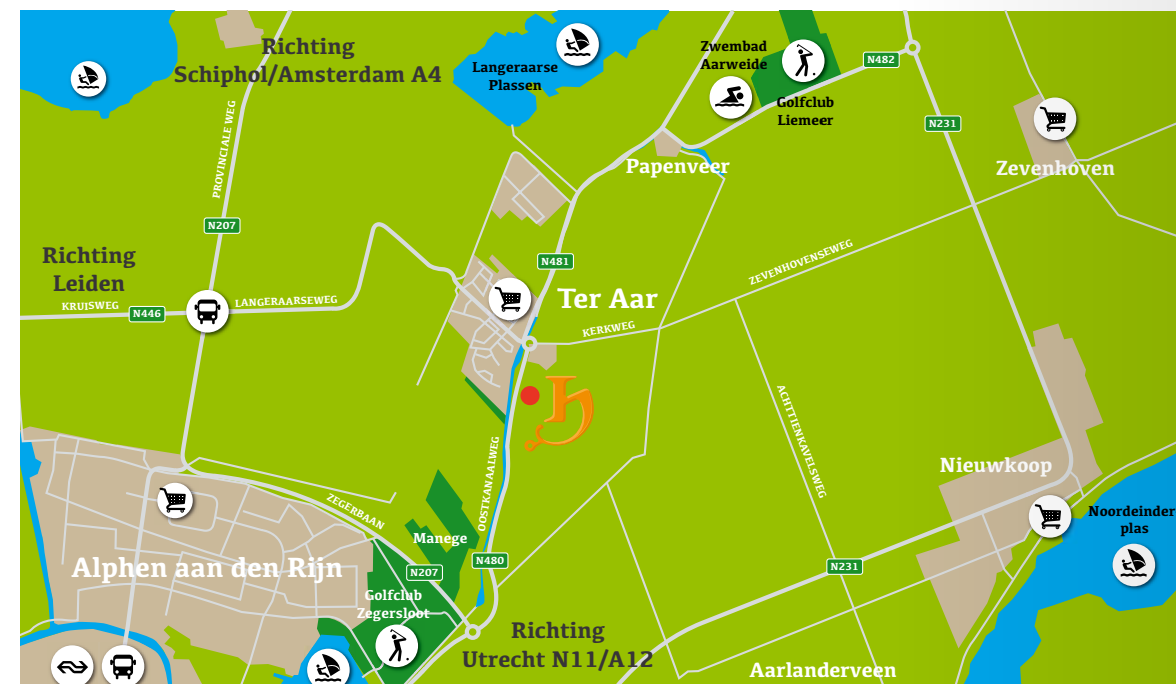 Richting
Schiphol/Amsterdam A4
Langeraarse
Plassen
Zwembad
Aarweide
N482
Golfclub
Liemeer
N231
Zevenhoven
PROVINCIALE WEG
Papenveer
N207
N481
Richting
Leiden
KRUISWEG
N446
LANGERAARSEWEG
Ter Aar
KERKWEG
ZEVENHOVENSEWEG
ACHTTIENKAVELSWEG
Nieuwkoop
Noordeinder
plas
OOSTKANAALWEG
ZEGERBAAN
Manege
N480
N207
N231
Alphen aan den Rijn
Golfclub
Zegersloot
Richting
Utrecht N11/A12
Aarlanderveen